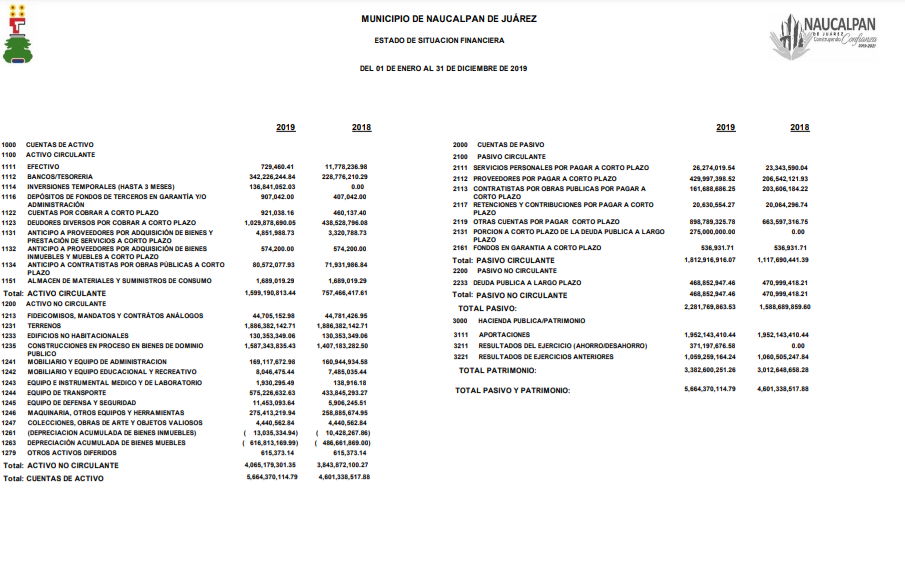 MUNICIPIO DE NAUCALPAN DE JUÁREZ
NAUCALPAN
DE JUÁREZ
Construyendo Confianza
2019-2021
ESTADO DE SITUACION FINANCIERA
DEL 01 DE ENERO AL 31 DE DICIEMBRE DE 2019
2019 2018
1000 CUENTAS DE ACTIVO
1100 ACTIVO CIRCULANTE
1111 EFECTIVO 729,460.41 11,778,236.98
1112 BANCOS/TESORERIA 342,226,244.84 228,776,210.29
1114 INVERSIONES TEMPORALES (HASTA 3 MESES) 136,841,052.03 0.00
1116 DEPÓSITOS DE FONDOS DE TERCEROS EN GARANTÍA Y/O 907,042.00 407,042.00
ADMINISTRACIÓN
1122 CUENTAS POR COBRAR A CORTO PLAZO 921,038.16 460,137.40
1123 DEUDORES DIVERSOS POR COBRAR A CORTO PLAZO 1,029,878,690.05 438,528,796.08
1131 ANTICIPO A PROVEEDORES POR ADQUISICIÓN DE BIENES Y 4,851,988.73 3,320,788.73
PRESTACIÓN DE SERVICIOS A CORTO PLAZO
1132 ANTICIPO A PROVEEDORES POR ADQUISICIÓN DE BIENES 574,200.00 574,200.00
INMUEBLES Y MUEBLES A CORTO PLAZO
1134 ANTICIPO A CONTRATISTAS POR OBRAS PÚBLICAS A CORTO 80,572,077.93 71,931,986.84
PLAZO
1151 ALMACEN DE MATERIALES Y SUMINISTROS DE CONSUMO 1,689,019.29 1,689,019.29
Total: ACTIVO CIRCULANTE 1,599,190,813.44 757,466,417.61
1200 ACTIVO NO CIRCULANTE
1213 FIDEICOMISOS, MANDATOS Y CONTRÁTOS ANÁLOGOS 44,705,152.98 44,781,426.95
1231 TERRENOS 1,886,382,142.71 1,886,382,142.71
1233 EDIFICIOS NO HABITACIONALES 130,353,349.06 130,353,349.06
1235 CONSTRUCCIONES EN PROCESO EN BIENES DE DOMINIO 1,587,343,835.43 1,407,183,282.50
PUBLICO
1241 MOBILIARIO Y EQUIPO DE ADMINISTRACION 169,117,672.98 160,944,934.58
1242 MOBILIARIO Y EQUIPO EDUCACIONAL Y RECREATIVO 8,046,475.44 7,485,035.44
1243 EQUIPO E INSTRUMENTAL MEDICO Y DE LABORATORIO 1,930,295.49 138,916.18
1244 EQUIPO DE TRANSPORTE 575,226,632.63 433,845,293.27
1245 EQUIPO DE DEFENSA Y SEGURIDAD 11,453,093.64 5,906,245.51
1246 MAQUINARIA, OTROS EQUIPOS Y HERRAMIENTAS 275,413,219.94 258,885,674.95
1247 COLECCIONES, OBRAS DE ARTE Y OBJETOS VALIOSOS 4,440,562.84 4,440,562.84
1261 (DEPRECIACION ACUMULADA DE BIENES INMUEBLES) ( 13,035,334.94) ( 10,428,267.86)
1263 DEPRECIACIÓN ACUMULADA DE BIENES MUEBLES ( 616,813,169.99) ( 486,661,869.00)
1279 OTROS ACTIVOS DIFERIDOS 615,373.14 615,373.14
Total: ACTIVO NO CIRCULANTE 4,065,179,301.35 3,843,872,100.27
Total: CUENTAS DE ACTIVO 5,664,370,114.79 4,601,338,517.88
2019 2018
2000 CUENTAS DE PASIVO
2100 PASIVO CIRCULANTE
2111 SERVICIOS PERSONALES POR PAGAR A CORTO PLAZO 26,274,019.54 23,343,590.04
2112 PROVEEDORES POR PAGAR A CORTO PLAZO 429,997,398.52 206,542,121.93
2113 CONTRATISTAS POR OBRAS PUBLICAS POR PAGAR A 161,688,686.25 203,606,184.22
CORTO PLAZO
2117 RETENCIONES Y CONTRIBUCIONES POR PAGAR A CORTO 20,630,554.27 20,064,296.74
PLAZO
2119 OTRAS CUENTAS POR PAGAR CORTO PLAZO 898,789,325.78 663,597,316.75
2131 PORCION A CORTO PLAZO DE LA DEUDA PUBLICA A LARGO 275,000,000.00 0.00
PLAZO
2161 FONDOS EN GARANTIA A CORTO PLAZO 536,931.71 536,931.71
Total: PASIVO CIRCULANTE 1,812,916,916.07 1,117,690,441.39
2200 PASIVO NO CIRCULANTE
2233 DEUDA PUBLICA A LARGO PLAZO 468,852,947.46 470,999,418.21
Total: PASIVO NO CIRCULANTE 468,852,947.46 470,999,418.21
TOTAL PASIVO: 2,281,769,863.53 1,588,689,859.60
3000 HACIENDA PUBLICA/PATRIMONIO
3111 APORTACIONES 1,952,143,410.44 1,952,143,410.44
3211 RESULTADOS DEL EJERCICIO (AHORRO/DESAHORRO) 371,197,676.58 0.00
3221 RESULTADOS DE EJERCICIOS ANTERIORES 1,059,259,164.24 1,060,505,247.84
TOTAL PATRIMONIO: 3,382,600,251.26 3,012,648,658.28
TOTAL PASIVO Y PATRIMONIO: 5,664,370,114.79 4,601,338,517.88